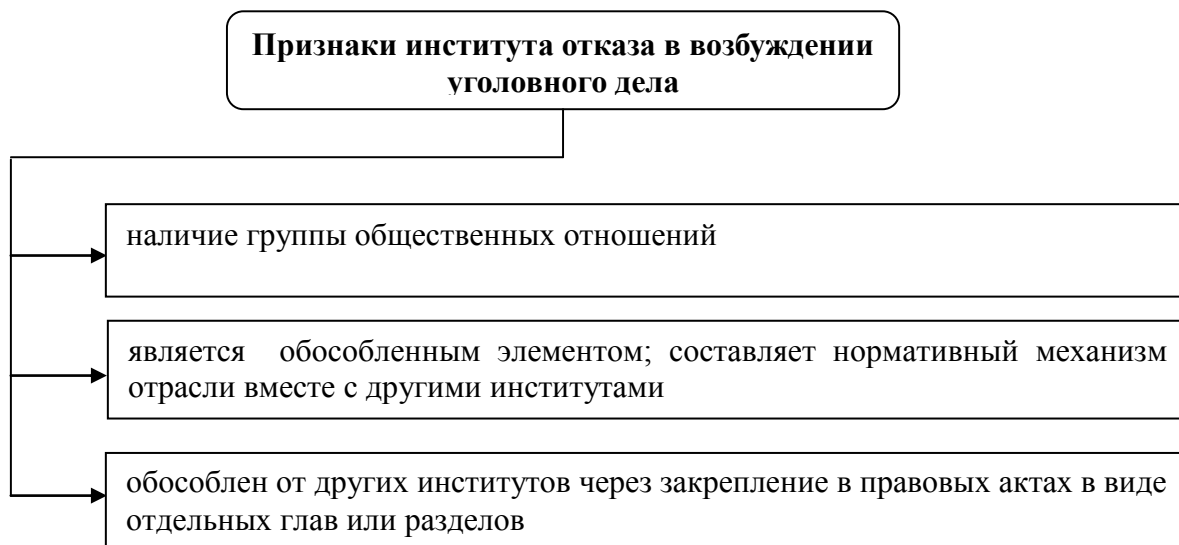 Признаки института отказа в возбуждении
уголовного дела
наличие группы общественных отношений
является обособленным элементом; составляет нормативный механизм
отрасли вместе с другими институтами
обособлен от других институтов через закрепление в правовых актах в виде
отдельных глав или разделов